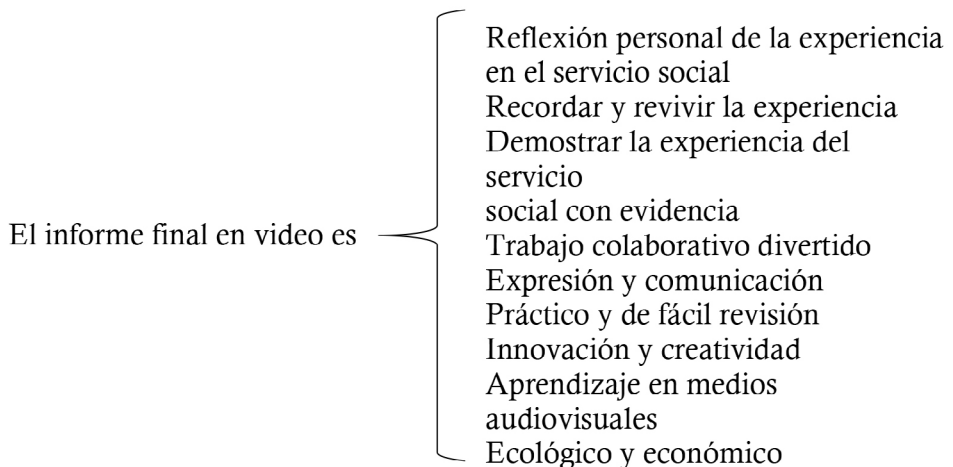 El informe final en video es
Reflexión personal de la experiencia
en el servicio social
Recordar y revivir la experiencia
Demostrar la experiencia del
servicio
social con evidencia
Trabajo colaborativo divertido
Expresión y comunicación
Práctico y de fácil revisión
Innovación y creatividad
Aprendizaje en medios
audiovisuales
Ecológico y económico